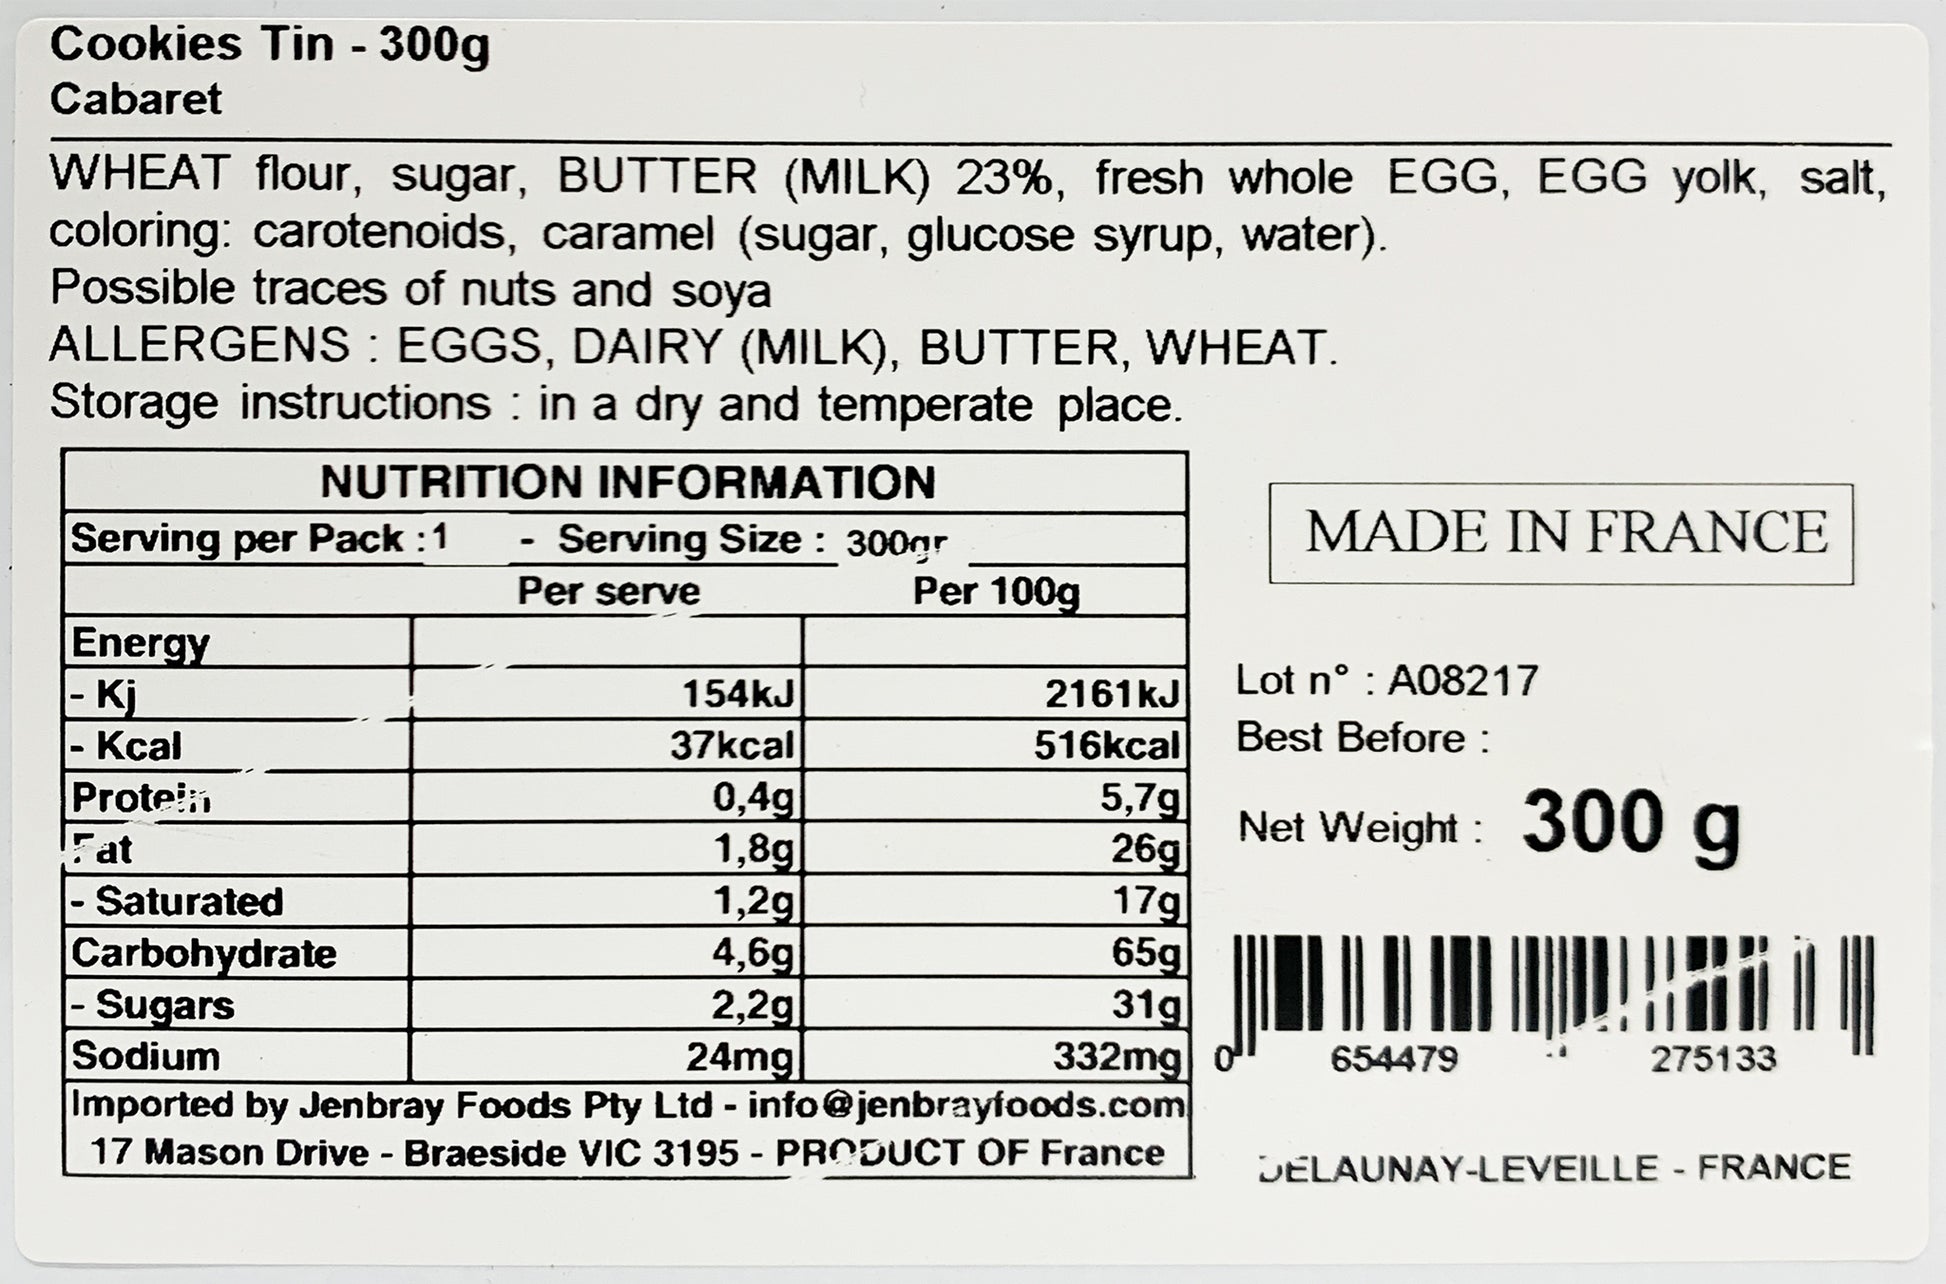 Cookies Tin - 300g
Cabaret
WHEAT flour, sugar, BUTTER (MILK) 23%, fresh whole EGG, EGG yolk, salt,
coloring: carotenoids, caramel (sugar, glucose syrup, water).
Possible traces of nuts and soya
ALLERGENS : EGGS, DAIRY (MILK), BUTTER, WHEAT.
Storage instructions : in a dry and temperate place.
NUTRITION INFORMATION
Serving per Pack :1 - Serving Size : 300gr
Per serve Per 100g
Energy
- Kj 154kJ 2161kJ
- Kcal 37kcal 516kcal
Protein 0,4g 5,7g
Fat 1,8g 26g
- Saturated 1,2g 17g
Carbohydrate 4,6g 65g
- Sugars 2,2g 31g
Sodium 24mg 332mg
Imported by Jenbray Foods Pty Ltd - info@jenbrayfoods.com
17 Mason Drive - Braeside VIC 3195 - PRODUCT OF France
MADE IN FRANCE
Lot n° : A08217
Best Before :
Net Weight : 300 g
0 654479 275133
DELAUNAY-LEVEILLE - FRANCE